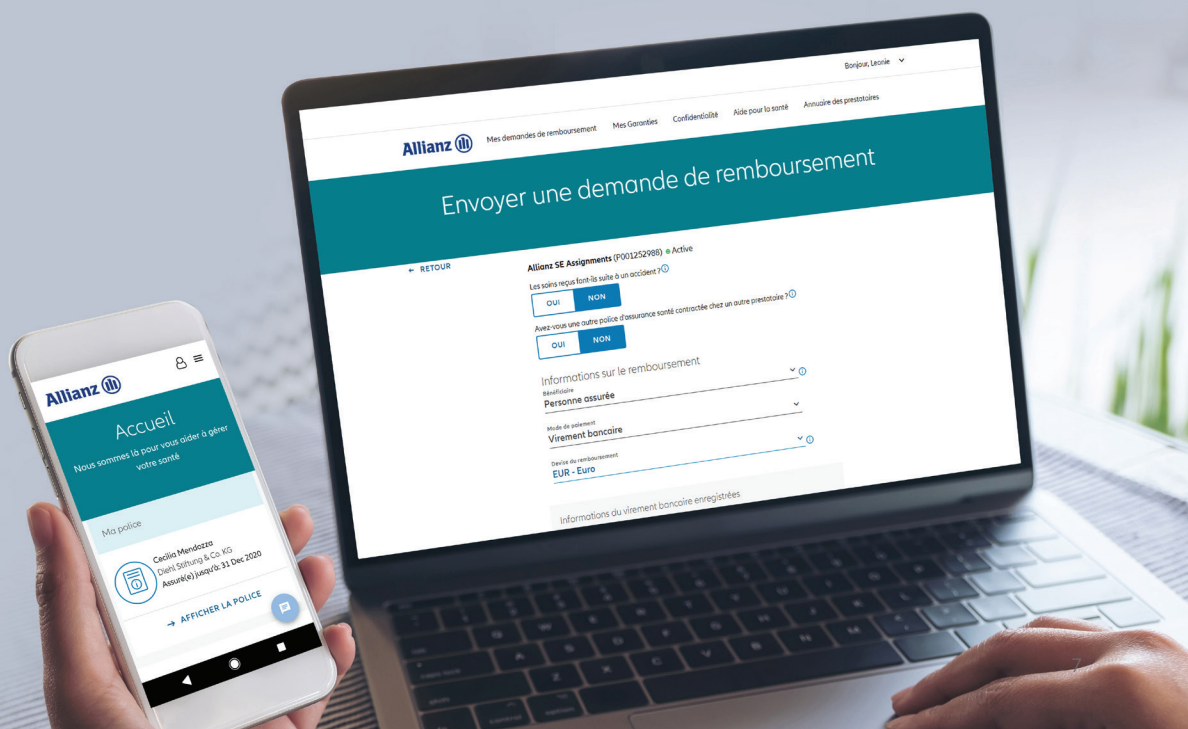 Bonjour, Leonie
Allianz
Mes demandes de remboursement
Mes Garanties
Confidentialité
Aide pour la santé
Annuaire des prestataires
Envoyer une demande de remboursement
← RETOUR
Allianz SE Assignments (P001252988) Active
Les soins reçus font-ils suite à un accident ?
OUI NON
Avez-vous une autre police d'assurance santé contractée chez un autre prestataire ?
OUI NON
Informations sur le remboursement
Bénéficiaire
Personne assurée
Mode de paiement
Virement bancaire
Devise du remboursement
EUR - Euro
Informations du virement bancaire enregistrées
Allianz
Accueil
Nous sommes là pour vous aider à gérer
votre santé
Ma police
Cecilia Mendozza
Diehl Stiftung & Co. KG
Assuré(e) jusqu'à: 31 Dec 2020
→ AFFICHER LA POLICE
7